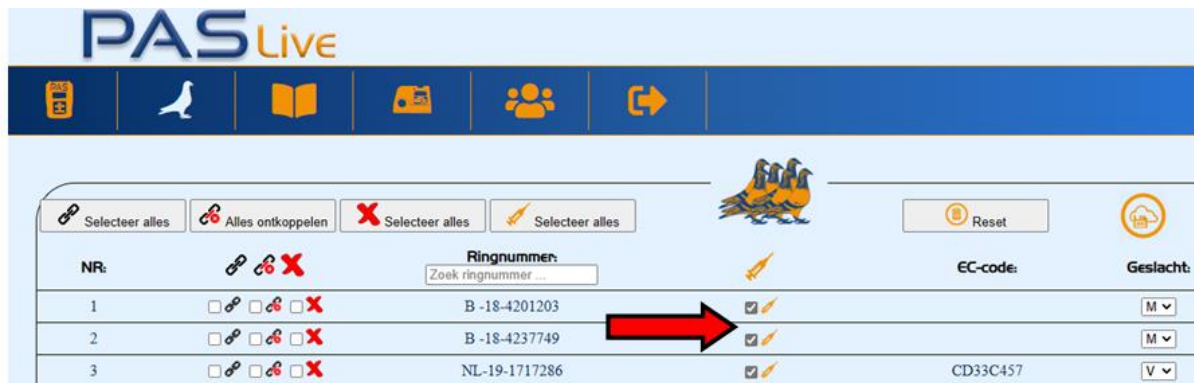 PAS Live
PAS
Selecteer alles Alles ontkoppelen Selecteer alles Selecteer alles Reset
NR: Ringnummer: EC-code: Geslacht:
Zoek ringnummer ...
1 B -18-4201203 M
2 B -18-4237749 M
3 NL-19-1717286 CD33C457 V